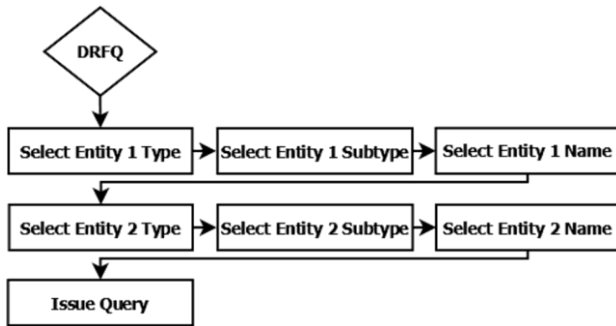 DRFQ
Select Entity 1 Type
Select Entity 1 Subtype
Select Entity 1 Name
Select Entity 2 Type
Select Entity 2 Subtype
Select Entity 2 Name
Issue Query